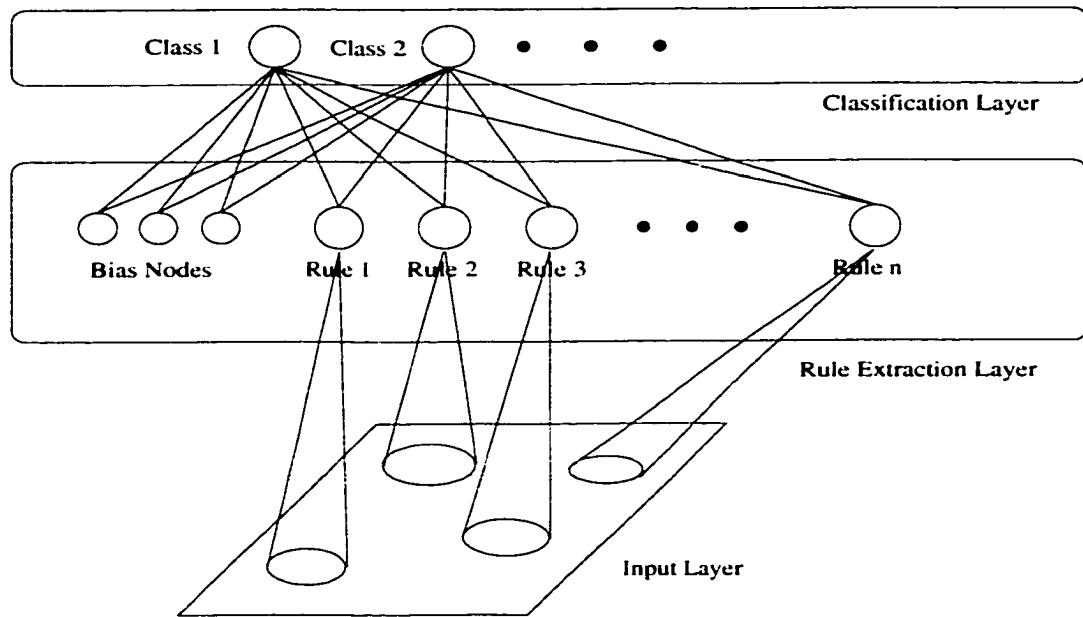 Class 1
Class 2
Classification Layer
Bias Nodes
Rule 1
Rule 2
Rule 3
Rule n
Rule Extraction Layer
Input Layer